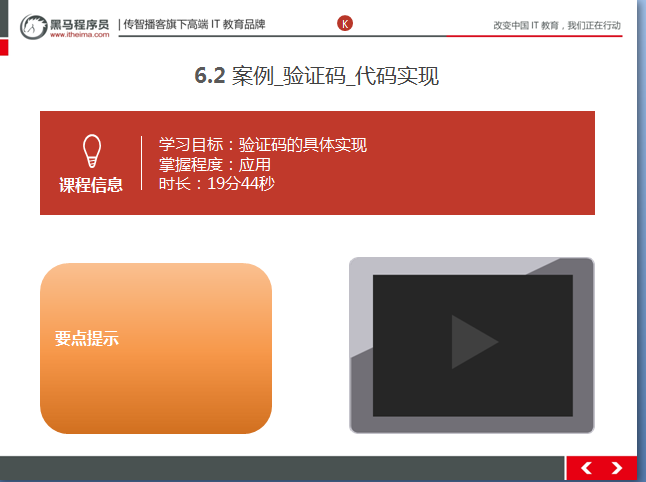 黑马程序员
www.itheima.com
传智播客旗下高端 IT 教育品牌
K
改变中国 IT 教育，我们正在行动
6.2 案例_验证码_代码实现
课程信息
学习目标：验证码的具体实现
掌握程度：应用
时长：19分44秒
要点提示